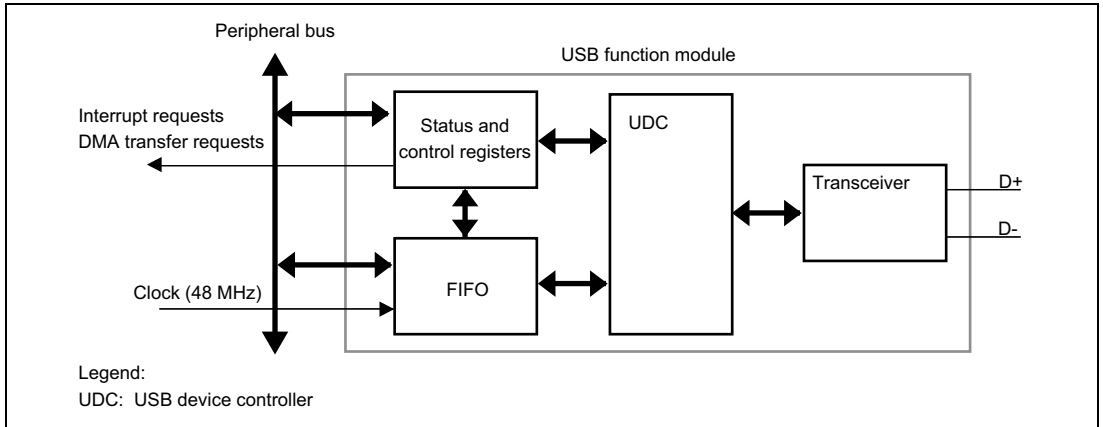 Peripheral bus
USB function module
Interrupt requests
DMA transfer requests
Status and
control registers
UDC
Transceiver
D+
D-
FIFO
Clock (48 MHz)
Legend:
UDC: USB device controller